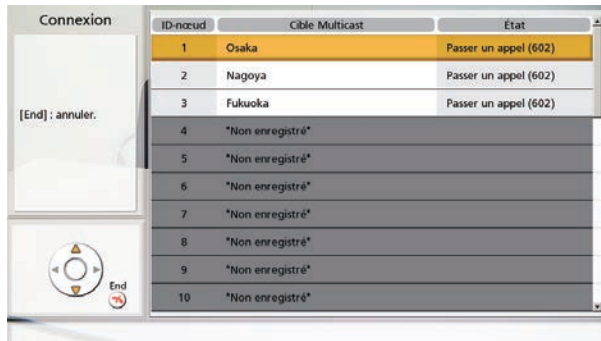 Connexion
[End] : annuler.
End
ID-nœud Cible Multicast État
1 Osaka Passer un appel (602)
2 Nagoya Passer un appel (602)
3 Fukuoka Passer un appel (602)
4 *Non enregistré*
5 *Non enregistré*
6 *Non enregistré*
7 *Non enregistré*
8 *Non enregistré*
9 *Non enregistré*
10 *Non enregistré*